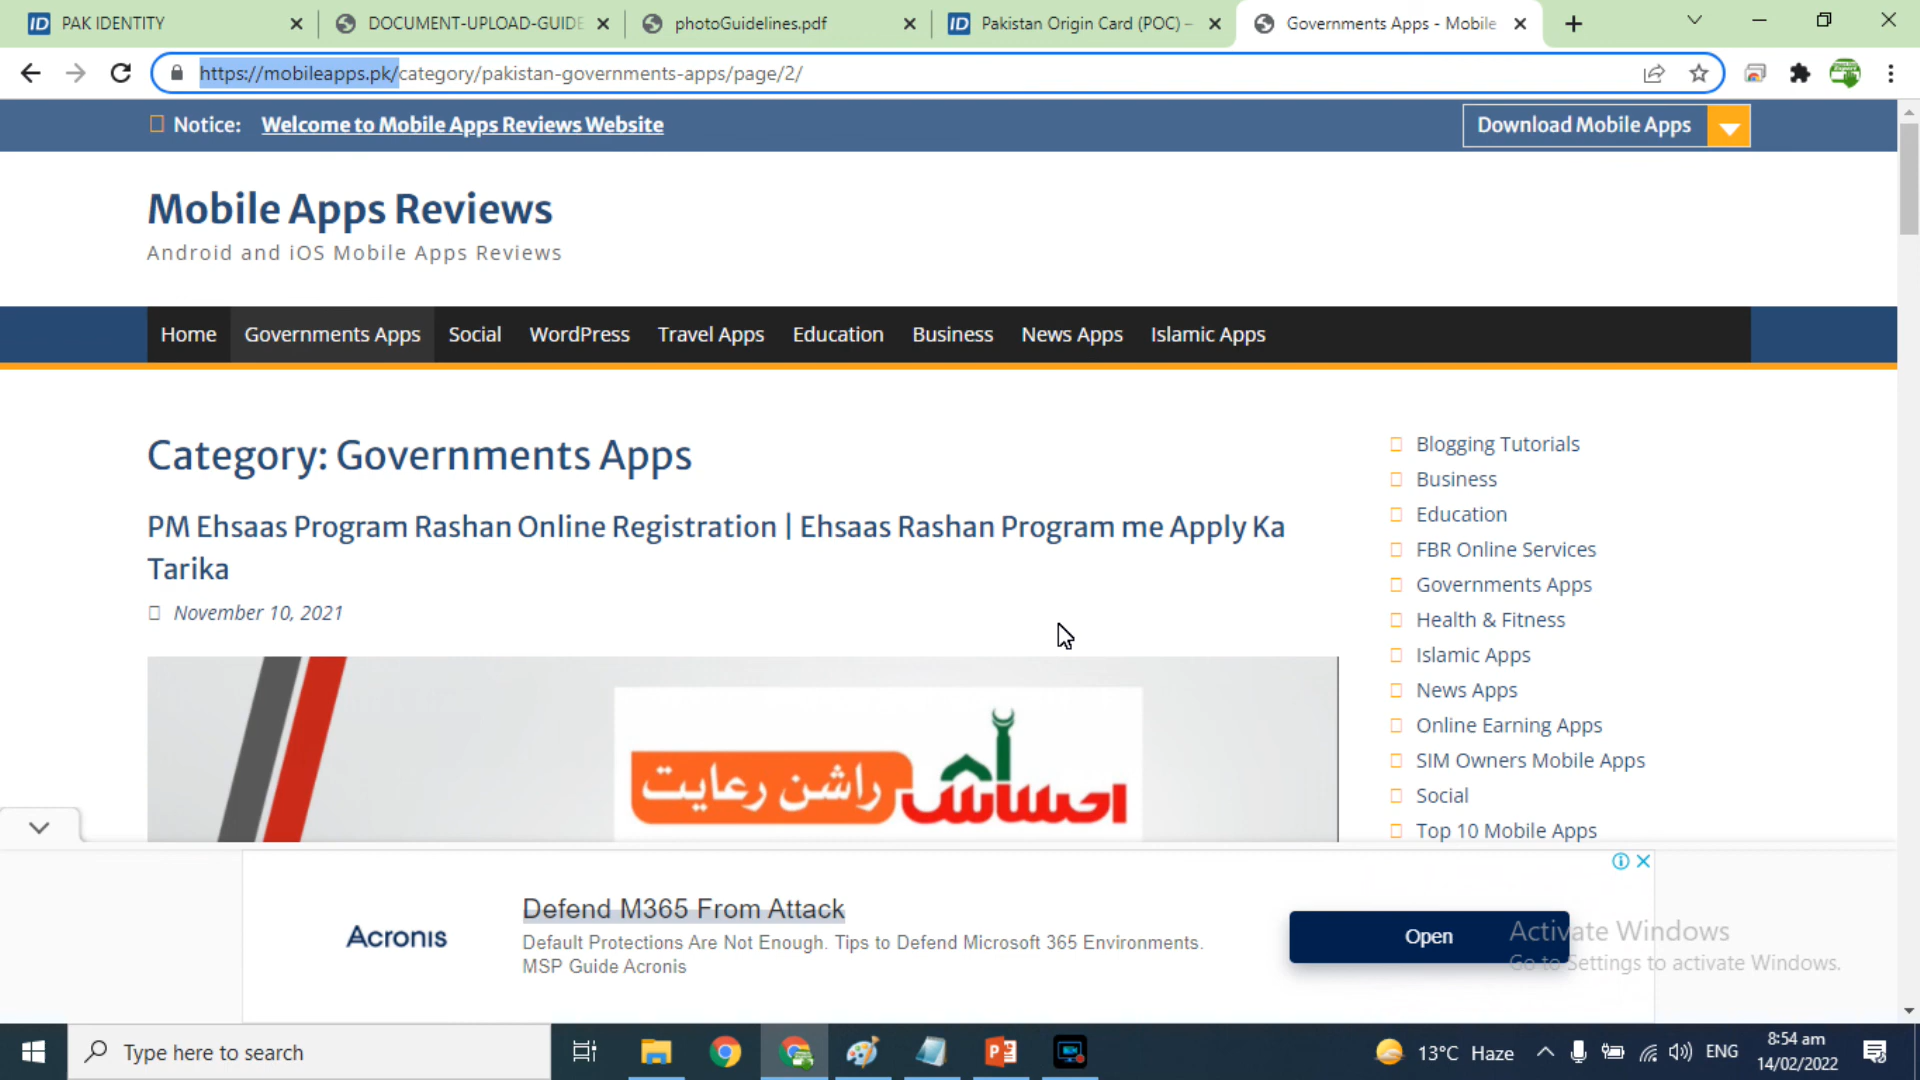 PAK IDENTITY
DOCUMENT-UPLOAD-GUIDE
photoGuidelines.pdf
Pakistan Origin Card (POC) –
Governments Apps - Mobile
https://mobileapps.pk/category/pakistan-governments-apps/page/2/
Notice: Welcome to Mobile Apps Reviews Website
Download Mobile Apps
Mobile Apps Reviews
Android and iOS Mobile Apps Reviews
Home Governments Apps Social WordPress Travel Apps Education Business News Apps Islamic Apps
Category: Governments Apps
PM Ehsaas Program Rashan Online Registration | Ehsaas Rashan Program me Apply Ka
Tarika
November 10, 2021
احساس راشن رعایت
Blogging Tutorials
Business
Education
FBR Online Services
Governments Apps
Health & Fitness
Islamic Apps
News Apps
Online Earning Apps
SIM Owners Mobile Apps
Social
Top 10 Mobile Apps
Acronis
Defend M365 From Attack
Default Protections Are Not Enough. Tips to Defend Microsoft 365 Environments.
MSP Guide Acronis
Open
Activate Windows
Go to Settings to activate Windows.
Type here to search
13°C Haze
ENG
8:54 am
14/02/2022